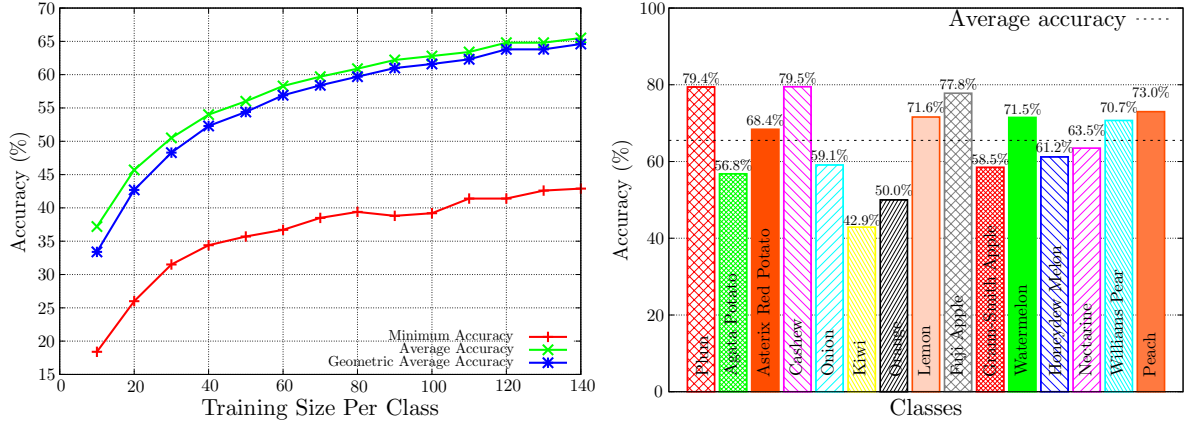 70
65
60
55
50
45
40
35
30
25
20
15
0
20
40
60
80
100
120
140
Accuracy (%)
Training Size Per Class
Minimum Accuracy
Average Accuracy
Geometric Average Accuracy
100
80
60
40
20
0
Accuracy (%)
Classes
Average accuracy
79.4%
56.8%
68.4%
79.5%
59.1%
42.9%
50.0%
71.6%
77.8%
58.5%
71.5%
61.2%
63.5%
70.7%
73.0%
Plum
Agata Potato
Asterix Red Potato
Cashew
Onion
Kiwi
Orange
Lemon
Fuji Apple
Granny Smith Apple
Watermelon
Honeydew Melon
Nectarine
Williams Pear
Peach